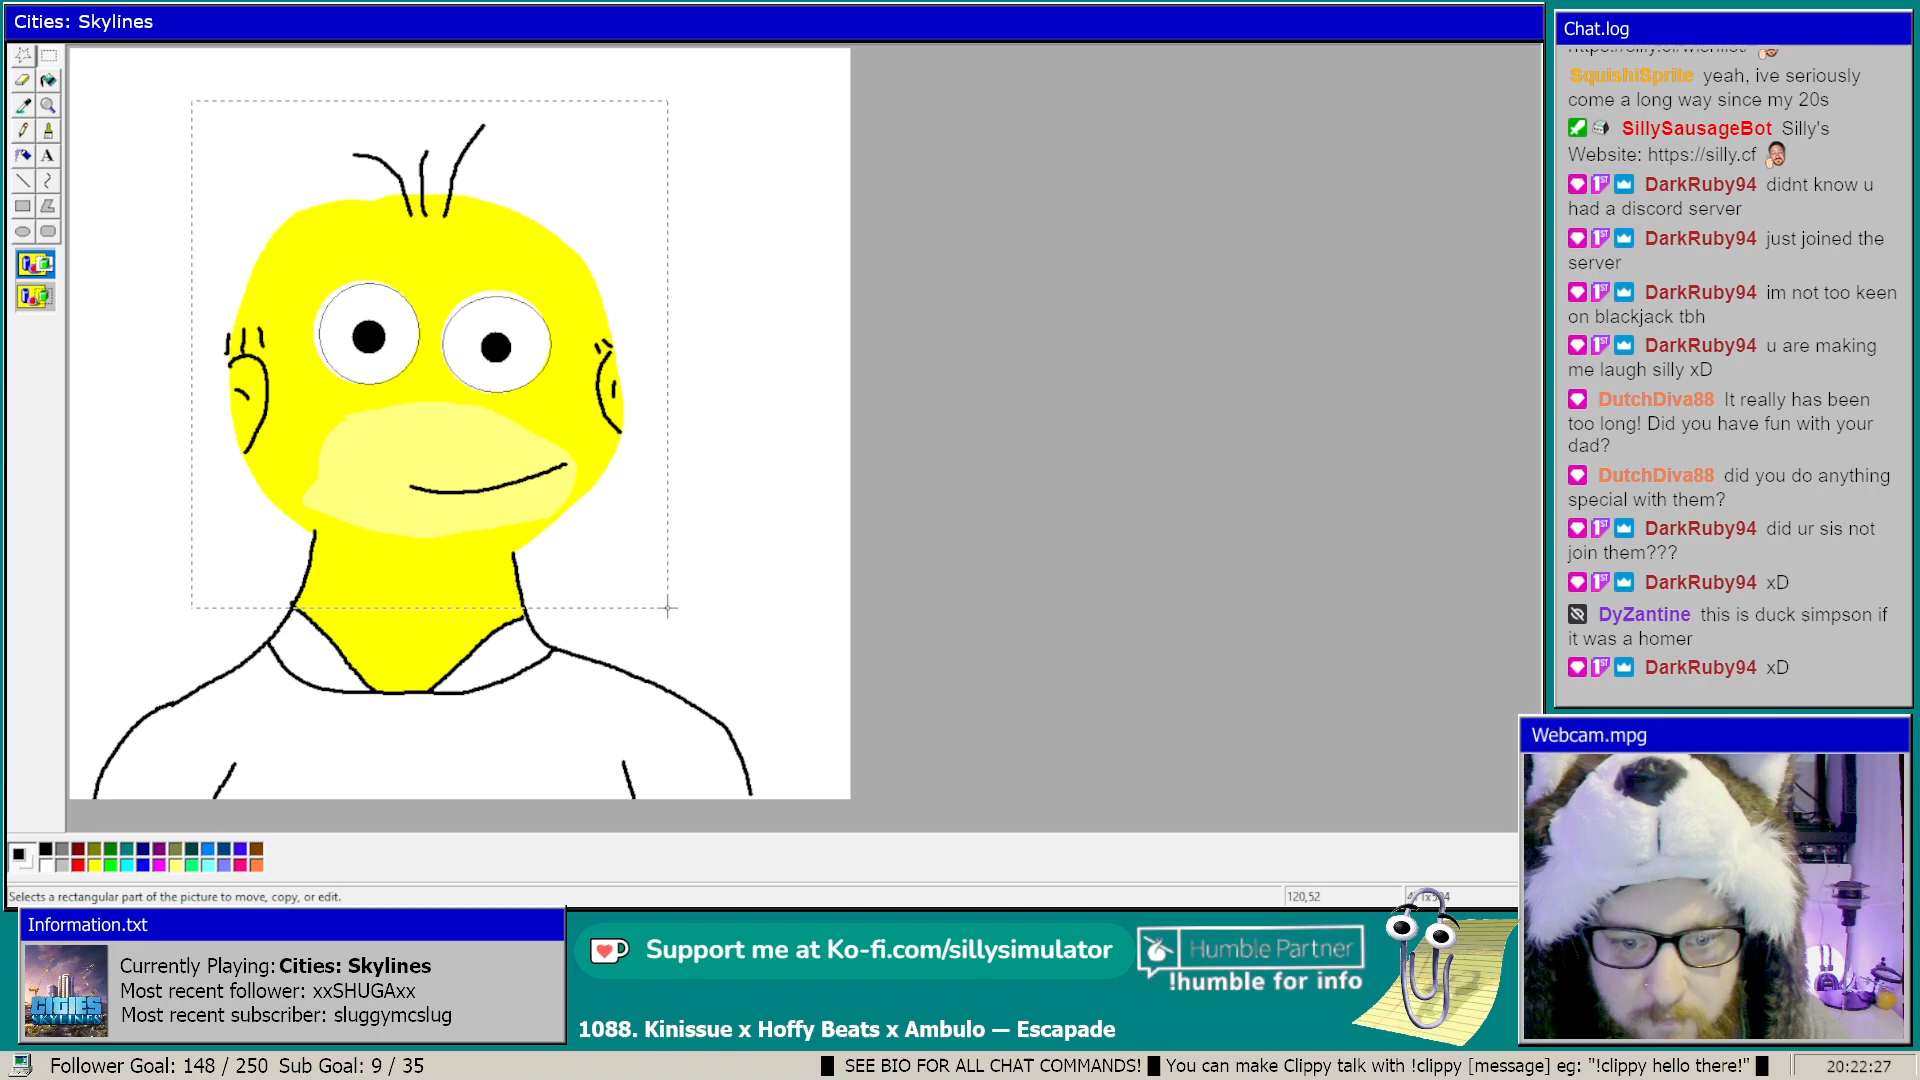 Cities: Skylines
A
Selects a rectangular part of the picture to move, copy, or edit.
120,52
Chat.log
SquishiSprite yeah, ive seriously
come a long way since my 20s
SillySausageBot Silly's
Website: https://silly.cf
DarkRuby94 didnt know u
had a discord server
DarkRuby94 just joined the
server
DarkRuby94 im not too keen
on blackjack tbh
DarkRuby94 u are making
me laugh silly xD
DutchDiva88 It really has been
too long! Did you have fun with your
dad?
DutchDiva88 did you do anything
special with them?
DarkRuby94 did ur sis not
join them???
DarkRuby94 xD
DyZantine this is duck simpson if
it was a homer
DarkRuby94 xD
Webcam.mpg
Information.txt
CITIES
SKYLINES
Currently Playing: Cities: Skylines
Most recent follower: xxSHUGAxx
Most recent subscriber: sluggymcslug
Support me at Ko-fi.com/sillysimulator
Humble Partner
!humble for info
1088. Kinissue x Hoffy Beats x Ambulo — Escapade
Follower Goal: 148 / 250 Sub Goal: 9 / 35
SEE BIO FOR ALL CHAT COMMANDS!
You can make Clippy talk with !clippy [message] eg: "!clippy hello there!"
20:22:27